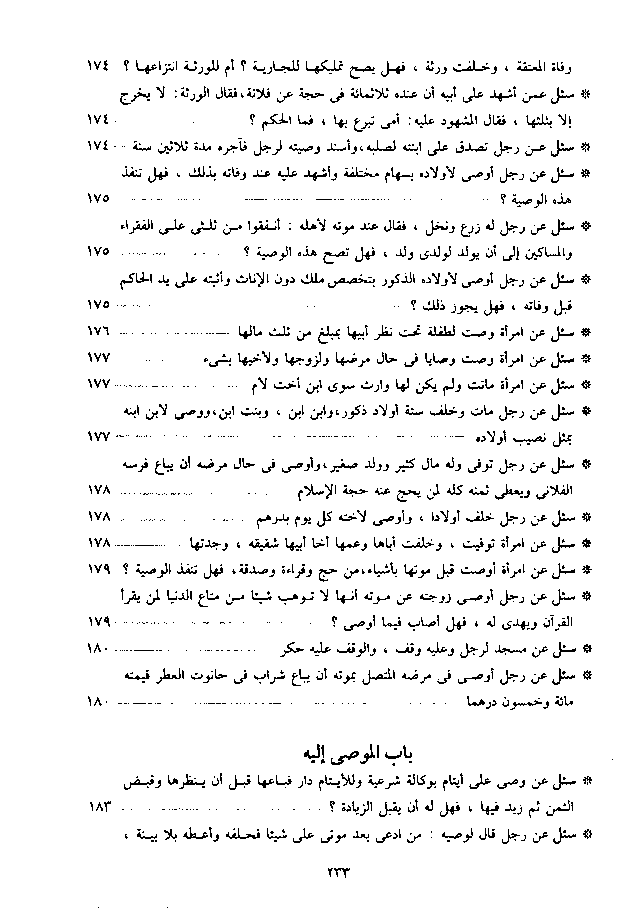 وفاة المعتقة ، وخلفت ورثة ، فهل يصح تمليكها للجارية ؟ أم للورثة انتزاعها ؟ ١٧٤
* سئل عمن أشهد على أبيه أن عنده ثلاثمائة فى حجة عن فلانة،فقال الورثة: لا يخرج
إلا بثلثها ، فقال المشهود عليه: أمى تبرع بها ، فما الحكم ؟ ١٧٤
* سئل عن رجل تصدق على ابنته لصلبه،وأسند وصيته لرجل فآجره مدة ثلاثين سنة ١٧٤
* سئل عن رجل أوصى لأولاده بسهام مختلفة وأشهد عليه عند وفاته بذلك ، فهل تنفذ
هذه الوصية ؟ ١٧٥
* سئل عن رجل له زرع ونخل ، فقال عند موته لأهله : أنفقوا من ثلثى على الفقراء
والمساكين إلى أن يولد لولدى ولد ، فهل تصح هذه الوصية ؟ ١٧٥
* سئل عن رجل أوصى لأولاده الذكور بتخصص ملك دون الإناث وأثبته على يد الحاكم
قبل وفاته ، فهل يجوز ذلك ؟ ١٧٥
* سئل عن امرأة وصت لطفلة تحت نظر أبيها بمبلغ من ثلث مالها ١٧٦
* سئل عن امرأة وصت وصايا فى حال مرضها ولزوجها ولأخيها بشىء ١٧٧
* سئل عن امرأة ماتت ولم يكن لها وارث سوى ابن أخت لأم ١٧٧
* سئل عن رجل مات وخلف ستة أولاد ذكور،وابن ابن ، وبنت ابن،ووصى لابن ابنه
بمثل نصيب أولاده ١٧٧
* سئل عن رجل توفى وله مال كثير وولد صغير،وأوصى فى حال مرضه أن يباع فرسه
الفلانى ويعطى ثمنه كله لمن يحج عنه حجة الإسلام ١٧٨
* سئل عن رجل خلف أولادا ، وأوصى لأخته كل يوم بدرهم ١٧٨
* سئل عن امرأة توفيت ، وخلفت أباها وعمها أخا أبيها شقيقه ، وجدتها ١٧٨
* سئل عن امرأة أوصت قبل موتها بأشياء،من حج وقراءة وصدقة، فهل تنفذ الوصية ؟ ١٧٩
* سئل عن رجل أوصى زوجته عن موته أنها لا توهب شيئا من متاع الدنيا لمن يقرأ
القرآن ويهدى له ، فهل أصاب فيما أوصى ؟ ١٧٩
* سئل عن مسجد لرجل وعليه وقف ، والوقف عليه حكر ١٨٠
* سئل عن رجل أوصى فى مرضه المتصل بموته أن يباع شراب فى حانوت العطر قيمته
مائة وخمسون درهما ١٨٠
باب الموصى إليه
* سئل عن وصى على أيتام بوكالة شرعية وللأيتام دار فباعها قبل أن ينظرها وقبض
الثمن ثم زيد فيها ، فهل له أن يقبل الزيادة ؟ ١٨٣
* سئل عن رجل قال لوصيه : من ادعى بعد موتى على شيئا فحلفه وأعطه بلا بينة ،
٢٣٣